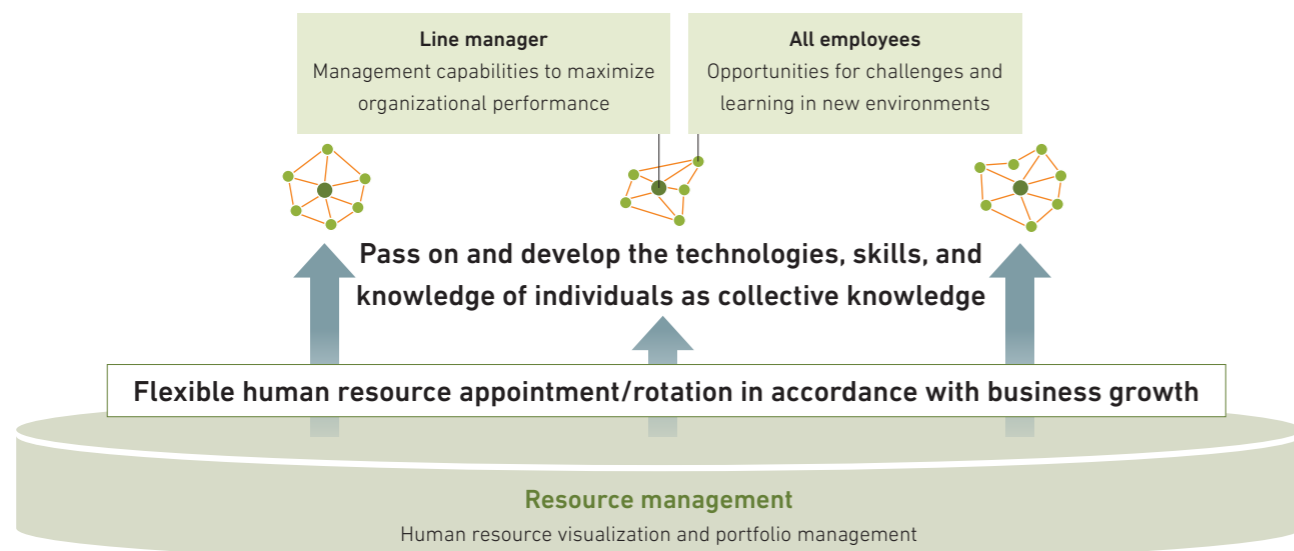 Line manager
Management capabilities to maximize
organizational performance
All employees
Opportunities for challenges and
learning in new environments
Pass on and develop the technologies, skills, and
knowledge of individuals as collective knowledge
Flexible human resource appointment/rotation in accordance with business growth
Resource management
Human resource visualization and portfolio management